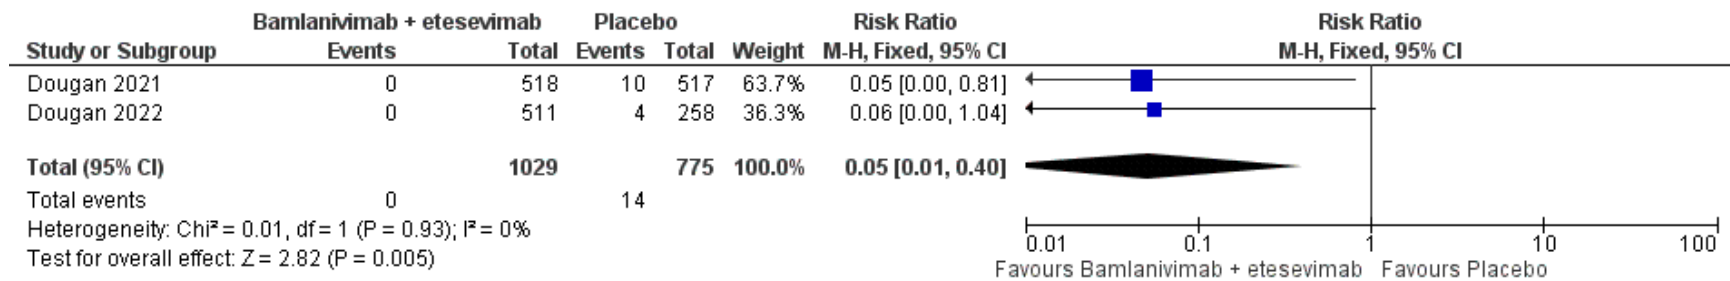 Bamlanivimab + etesevimab Placebo Risk Ratio Risk Ratio
Study or Subgroup Events Total Events Total Weight M-H, Fixed, 95% CI M-H, Fixed, 95% CI
Dougan 2021 0 518 10 517 63.7% 0.05 [0.00, 0.81]
Dougan 2022 0 511 4 258 36.3% 0.06 [0.00, 1.04]
Total (95% CI) 1029 775 100.0% 0.05 [0.01, 0.40]
Total events 0 14
Heterogeneity: Chi² = 0.01, df = 1 (P = 0.93); I² = 0%
Test for overall effect: Z = 2.82 (P = 0.005)
0.01 0.1 1 10 100
Favours Bamlanivimab + etesevimab Favours Placebo